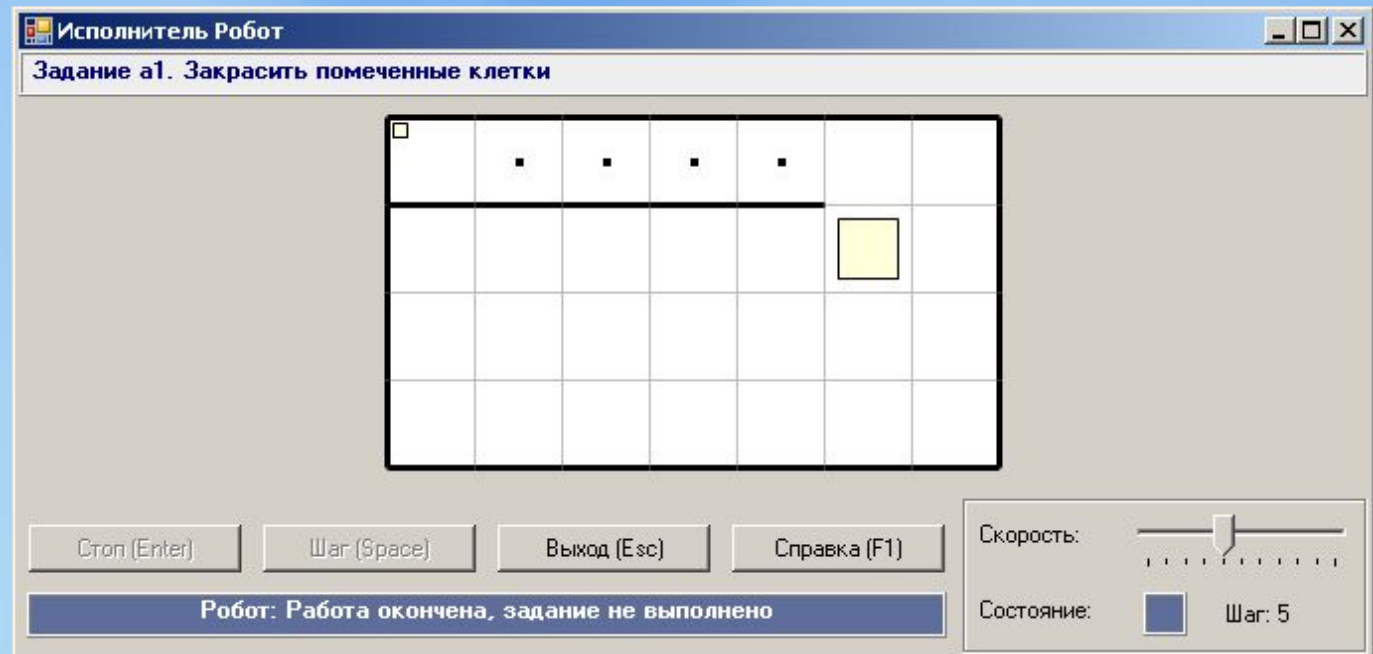 Исполнитель Робот
Задание a1. Закрасить помеченные клетки
Стоп (Enter)
Шаг (Space)
Выход (Esc)
Справка (F1)
Скорость:
Робот: Работа окончена, задание не выполнено
Состояние:
Шаг: 5